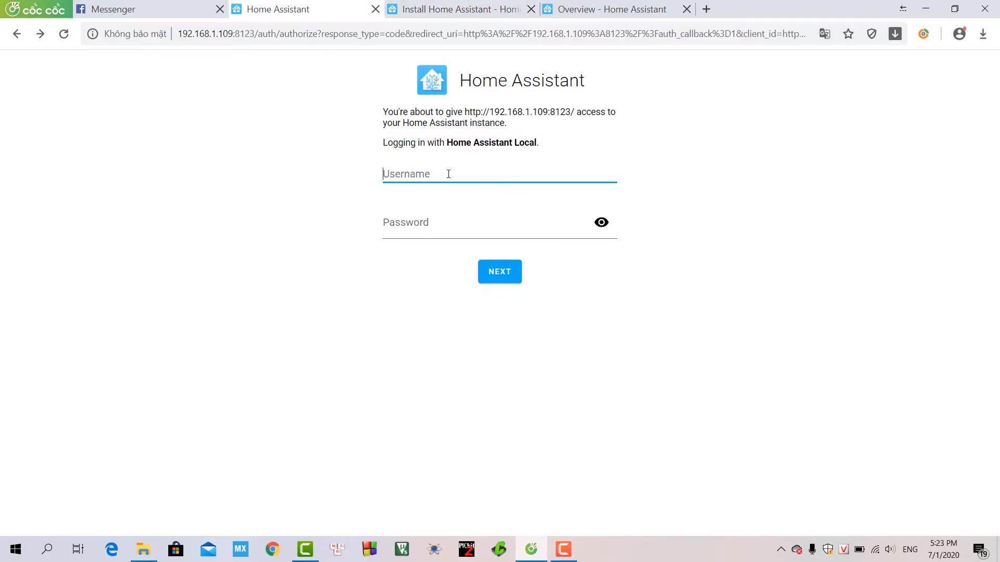 cốc cốc
Messenger
Home Assistant
Install Home Assistant - Hom
Overview - Home Assistant
Không bảo mật
192.168.1.109:8123/auth/authorize?response_type=code&redirect_uri=http%3A%2F%2F192.168.1.109%3A8123%2F%3Fauth_callback%3D1&client_id=http...
Home Assistant
You're about to give http://192.168.1.109:8123/ access to
your Home Assistant instance.
Logging in with Home Assistant Local.
Username
Password
NEXT
MX
PICkit
2
V5
V
ENG
5:23 PM
7/1/2020
19